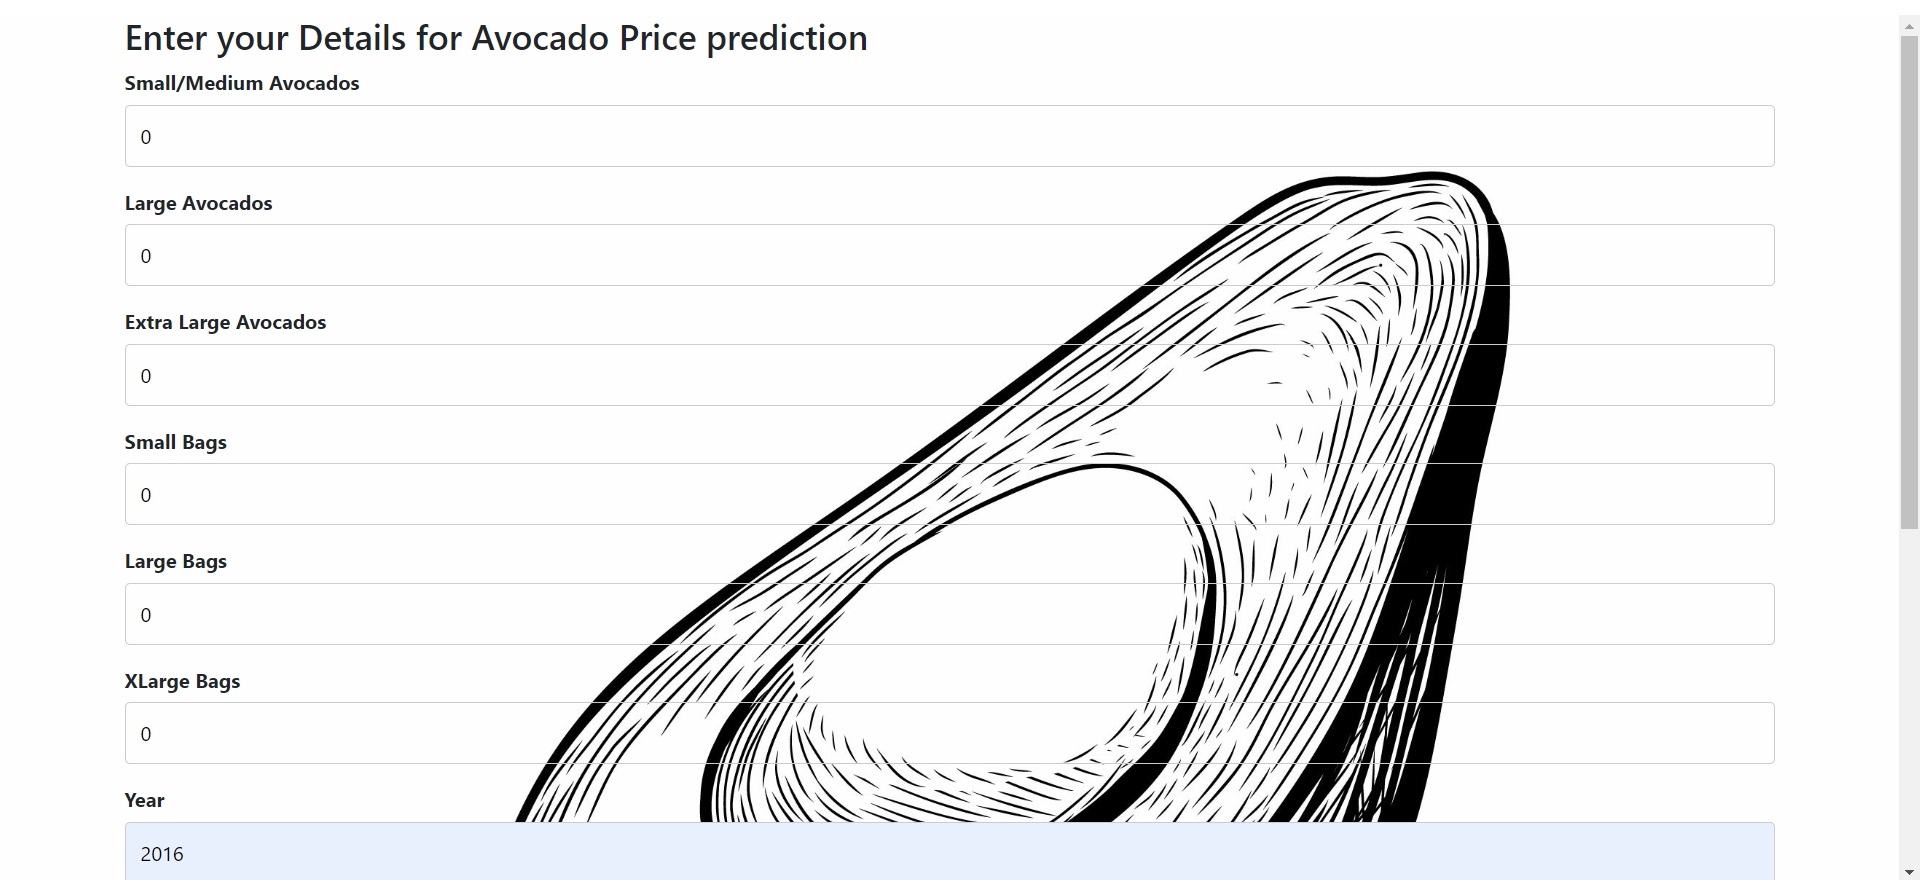 Enter your Details for Avocado Price prediction
Small/Medium Avocados
0
Large Avocados
0
Extra Large Avocados
0
Small Bags
0
Large Bags
0
XLarge Bags
0
Year
2016